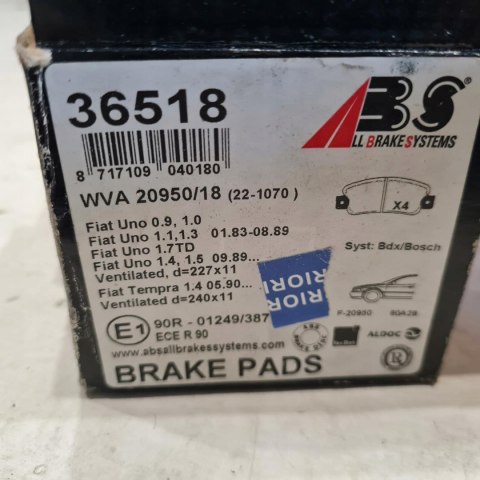 36518
ABS®
ALL BRAKE SYSTEMS
8 717109 040180
WVA 20950/18 (22-1070 )
X4
Fiat Uno 0.9, 1.0
Fiat Uno 1.1,1.3 01.83-08.89
Fiat Uno 1.7TD
Fiat Uno 1.4, 1.5 09.89...
Ventilated, d=227x11
Syst: Bdx/Bosch
Fiat Tempra 1.4 05.90...
Ventilated d=240x11
RIOR
RIOR
E1 90R - 01249/387
ECE R 90
www.absallbrakessystems.com
BRAKE PADS